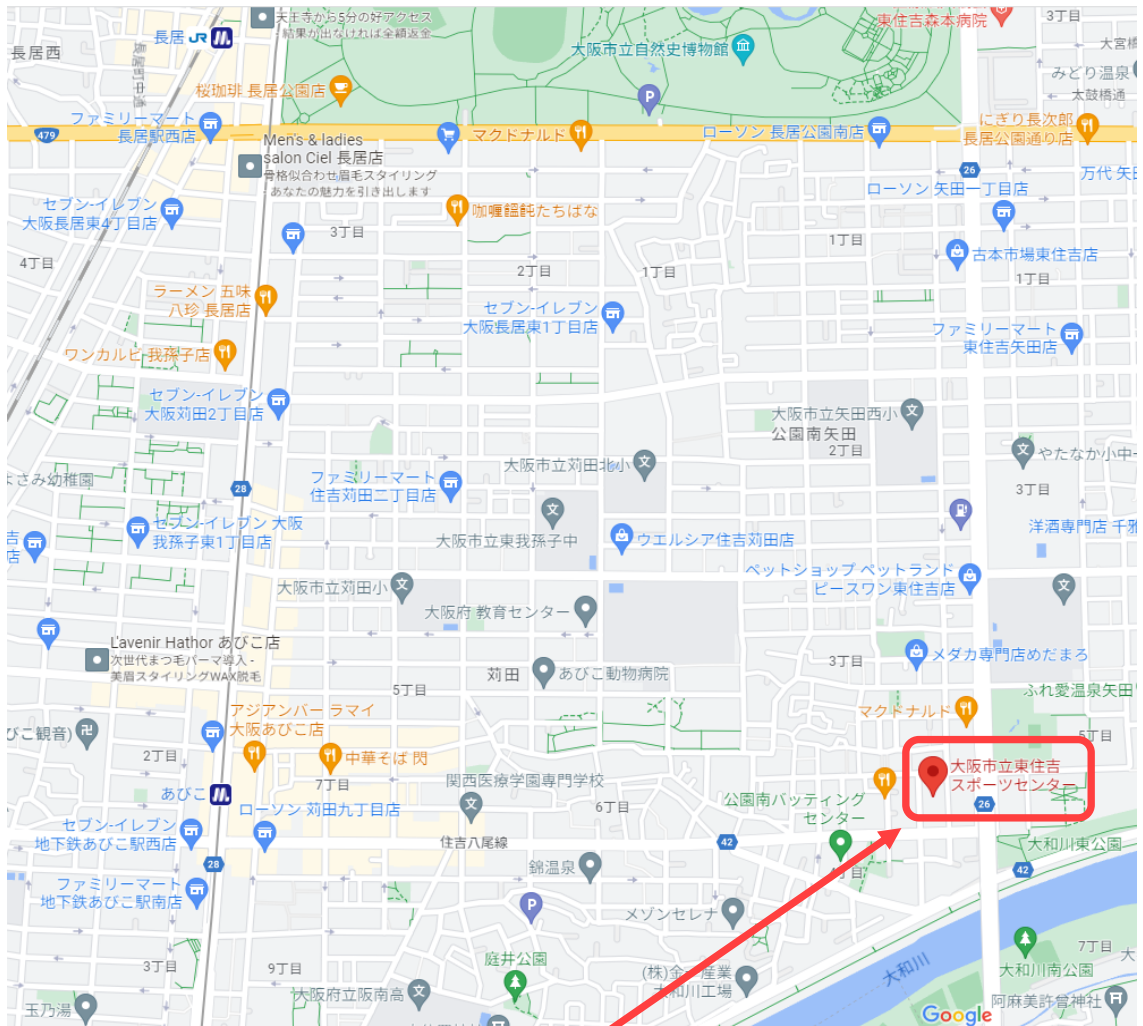 天王寺から5分の好アクセス
- 結果が出なければ全額返金
東住吉森本病院
3丁目
長居 JR
長居西
長居町中通
大阪市立自然史博物館
P
大宮橋
みどり温泉
太鼓橋通
桜珈琲 長居公園店
ファミリーマート
長居駅西店
479
Men's & ladies
salon Ciel 長居店
骨格似合わせ眉毛スタイリング
- あなたの魅力を引き出します
マクドナルド
ローソン 長居公園南店
にぎり長次郎
長居公園通り店
26
万代 矢田
ローソン 矢田一丁目店
セブン-イレブン
大阪長居東4丁目店
咖喱饂飩たちばな
3丁目
1丁目
古本市場東住吉店
4丁目
2丁目
1丁目
1丁目
ラーメン 五味
八珍 長居店
セブン-イレブン
大阪長居東1丁目店
ファミリーマート
東住吉矢田店
ワンカルビ 我孫子店
セブン-イレブン
大阪苅田2丁目店
大阪市立矢田西小
公園南矢田
2丁目
大阪市立苅田北小
やたなか小中
よさみ幼稚園
28
ファミリーマート
住吉苅田二丁目店
3丁目
セブン-イレブン 大阪
我孫子東1丁目店
大阪市立東我孫子中
ウエルシア住吉苅田店
洋酒専門店 千雅
吉
店
ペットショップ ペットランド
ピースワン東住吉店
大阪市立苅田小
大阪府 教育センター
L'avenir Hathor あびこ店
次世代まつ毛パーマ導入 -
美眉スタイリングWAX脱毛
苅田
あびこ動物病院
3丁目
メダカ専門店めだまろ
5丁目
ふれ愛温泉矢田
アジアンバー ラマイ
大阪あびこ店
マクドナルド
びこ観音)
5丁目
2丁目
中華そば 閃
7丁目
関西医療学園専門学校
大阪市立東住吉
スポーツセンター
あびこ
ローソン 苅田九丁目店
6丁目
公園南バッティング
センター
26
セブン-イレブン
地下鉄あびこ駅西店
住吉八尾線
42
大和川東公園
28
錦温泉
丁目
42
ファミリーマート
地下鉄あびこ駅南店
P
メゾンセレナ
3丁目
9丁目
庭井公園
大和川
7丁目
大和川南公園
大阪府立阪南高
大和川工場
玉乃湯
Google
阿麻美許曽神社